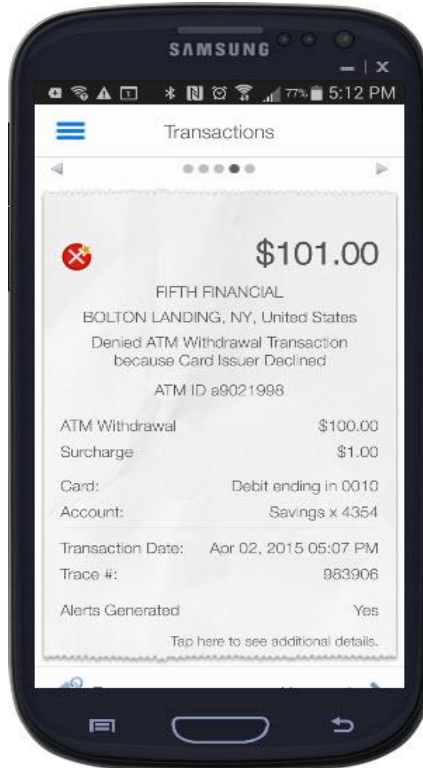 SAMSUNG
77% 5:12 PM
Transactions
$101.00
FIFTH FINANCIAL
BOLTON LANDING, NY, United States
Denied ATM Withdrawal Transaction
because Card Issuer Declined
ATM ID a9021998
ATM Withdrawal $100.00
Surcharge $1.00
Card: Debit ending in 0010
Account: Savings x 4354
Transaction Date: Apr 02, 2015 05:07 PM
Trace #: 983906
Alerts Generated Yes
Tap here to see additional details.